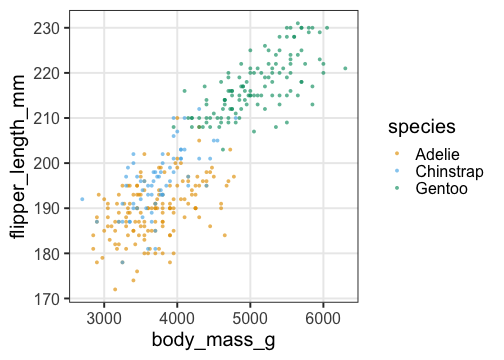 flipper_length_mm
230
220
210
200
190
180
170
3000
4000
5000
6000
body_mass_g
species
Adelie
Chinstrap
Gentoo